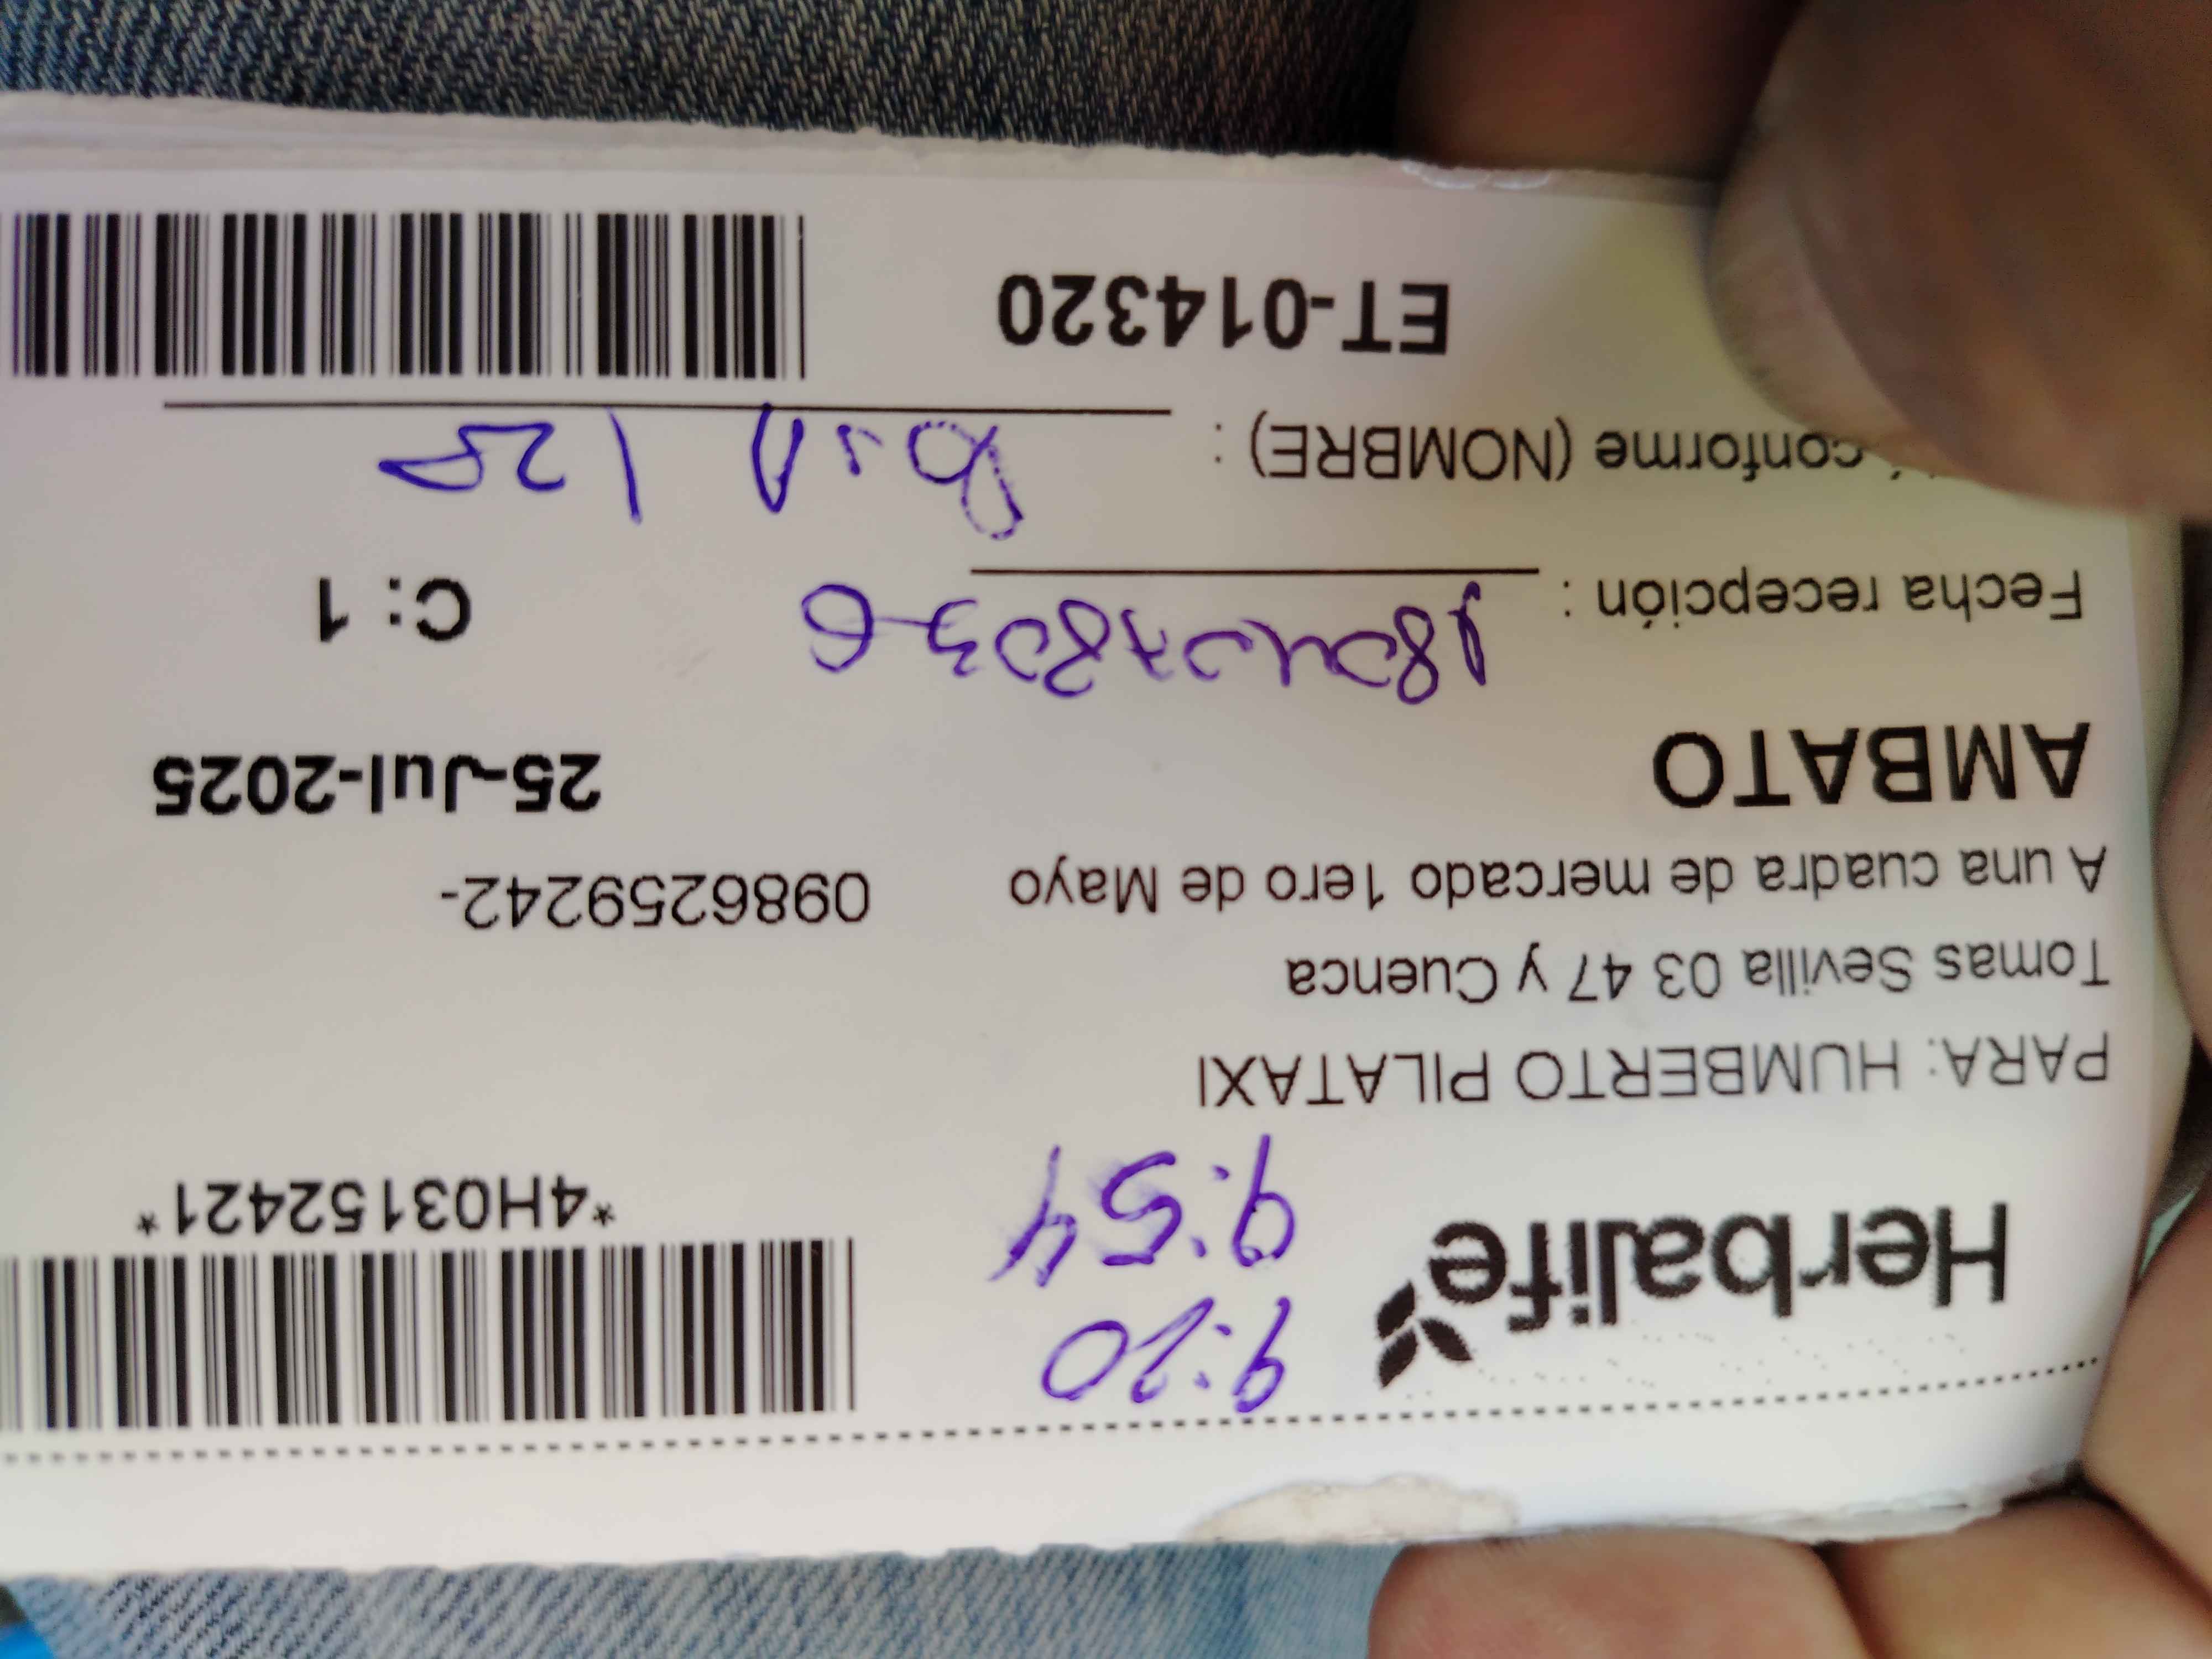 Herbalife
9:20
9:54
*4H03152421*
PARA: HUMBERTO PILATAXI
Tomas Sevilla 03 47 y Cuenca
A una cuadra de mercado 1ero de Mayo
0986259242-
AMBATO
25-Jul-2025
Fecha recepción :
C: 1
conforme (NOMBRE) :
ET-014320